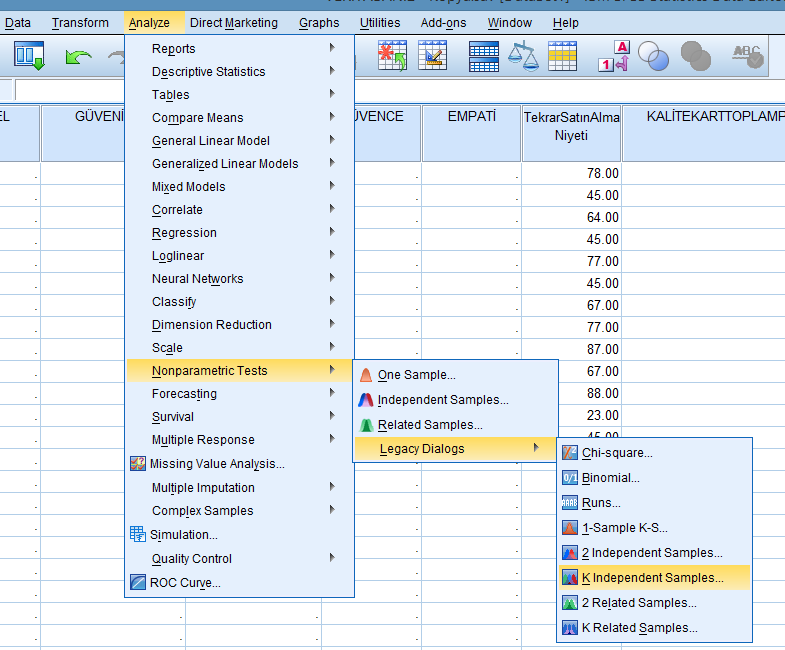 Data Transform Analyze Direct Marketing Graphs Utilities Add-ons Window Help
A
1
ABC
EL GÜVENİ ÜVENCE EMPATİ TekrarSatınAlma KALİTEKARTTOPLAMP
Niyeti
Reports
Descriptive Statistics
Tables
Compare Means
General Linear Model
Generalized Linear Models
Mixed Models
Correlate
Regression
Loglinear
Neural Networks
Classify
Dimension Reduction
Scale
Nonparametric Tests
Forecasting
Survival
Multiple Response
Missing Value Analysis...
Multiple Imputation
Complex Samples
Simulation...
Quality Control
ROC Curve...
One Sample...
Independent Samples...
Related Samples...
Legacy Dialogs
Chi-square...
0/1 Binomial...
Runs...
1-Sample K-S...
2 Independent Samples...
K Independent Samples...
2 Related Samples...
K Related Samples...
78.00
45.00
64.00
45.00
77.00
45.00
67.00
77.00
87.00
67.00
88.00
23.00
45.00